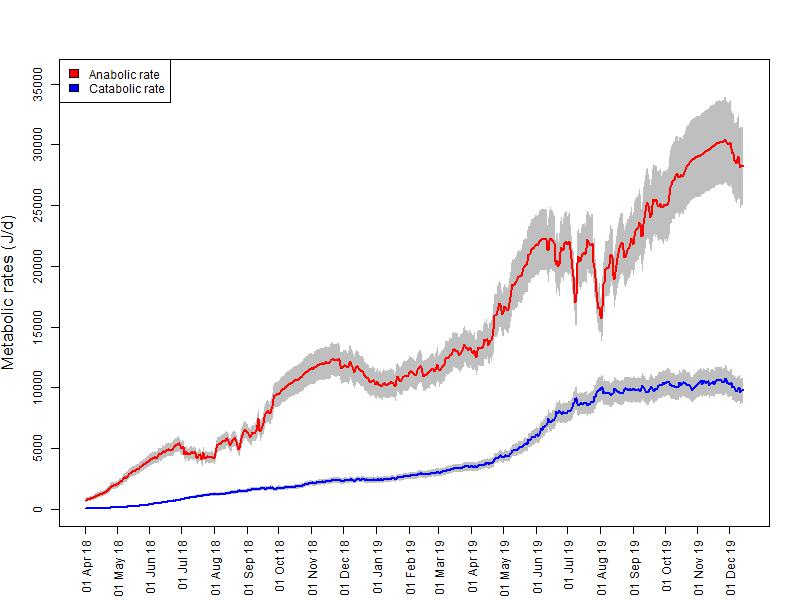 Anabolic rate
Catabolic rate
Metabolic rates (J/d)
35000
30000
25000
20000
15000
10000
5000
0
01 Apr 18
01 May 18
01 Jun 18
01 Jul 18
01 Aug 18
01 Sep 18
01 Oct 18
01 Nov 18
01 Dec 18
01 Jan 19
01 Feb 19
01 Mar 19
01 Apr 19
01 May 19
01 Jun 19
01 Jul 19
01 Aug 19
01 Sep 19
01 Oct 19
01 Nov 19
01 Dec 19